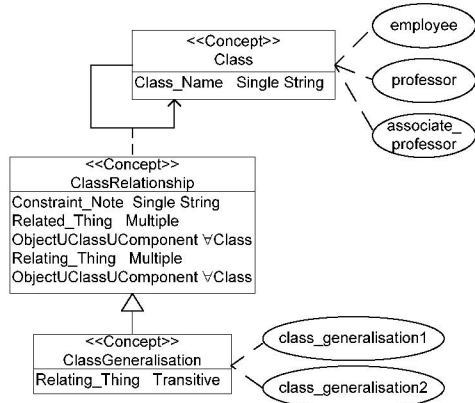 <<Concept>>
Class
Class_Name Single String
employee
professor
associate_
professor
<<Concept>>
ClassRelationship
Constraint_Note Single String
Related_Thing Multiple
ObjectUClassUComponent ∀Class
Relating_Thing Multiple
ObjectUClassUComponent ∀Class
<<Concept>>
ClassGeneralisation
Relating_Thing Transitive
class_generalisation1
class_generalisation2